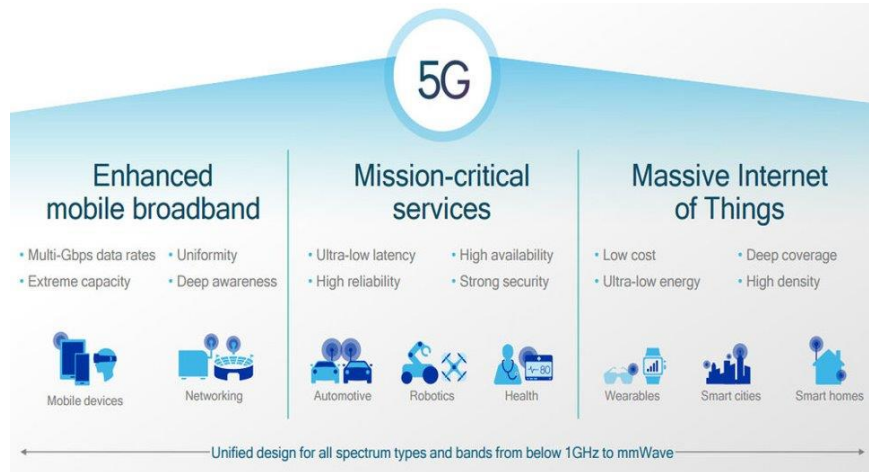 5G
Enhanced
mobile broadband
• Multi-Gbps data rates
• Uniformity
• Extreme capacity
• Deep awareness
Mobile devices
Networking
Mission-critical
services
• Ultra-low latency
• High availability
• High reliability
• Strong security
80
Automotive
Robotics
Health
Massive Internet
of Things
• Low cost
• Deep coverage
• Ultra-low energy
• High density
Wearables
Smart cities
Smart homes
Unified design for all spectrum types and bands from below 1GHz to mmWave